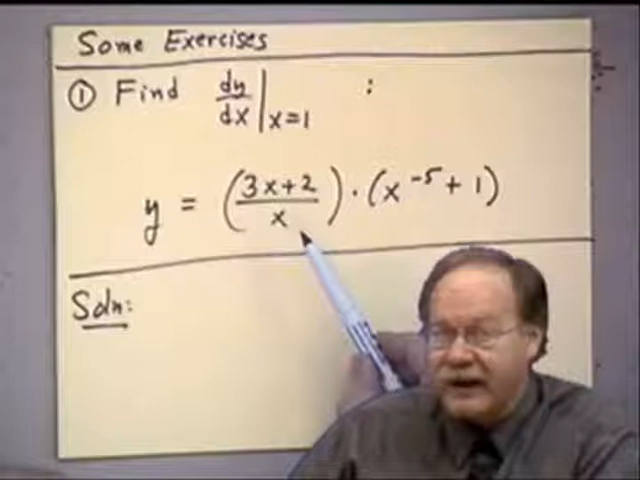 Some Exercises
① Find dy/dx | x=1 :
y = ((3x+2)/x) · (x⁻⁵ + 1)
Soln: